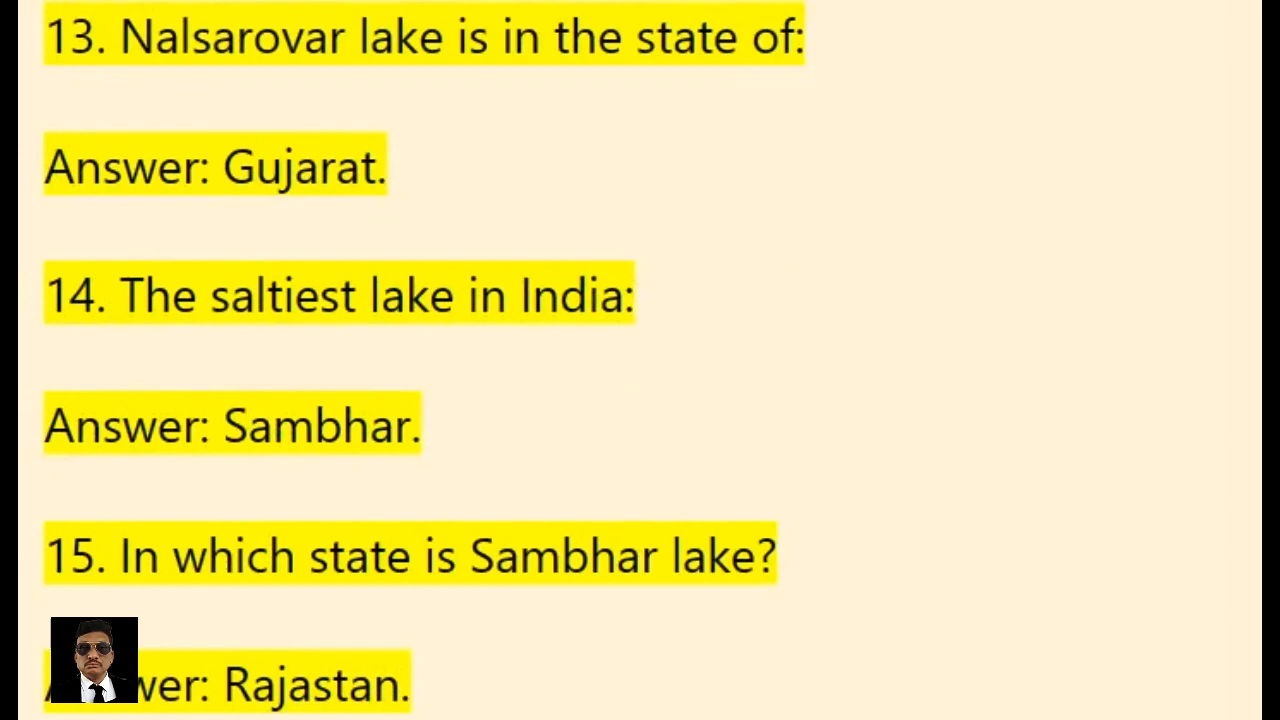 13. Nalsarovar lake is in the state of:
Answer: Gujarat.
14. The saltiest lake in India:
Answer: Sambhar.
15. In which state is Sambhar lake?
wer: Rajastan.